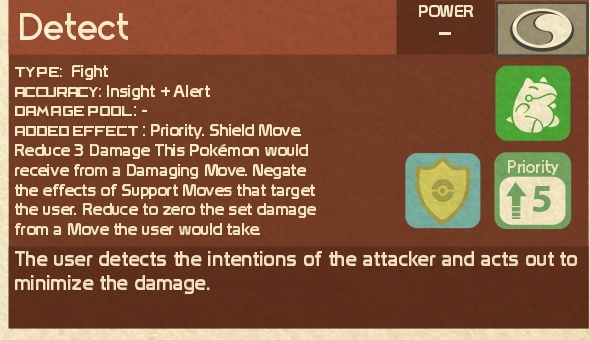 Detect
POWER
–
TYPE: Fight
ACCURACY: Insight + Alert
DAMAGE POOL: -
ADDED EFFECT : Priority. Shield Move.
Reduce 3 Damage This Pokémon would
receive from a Damaging Move. Negate
the effects of Support Moves that target
the user. Reduce to zero the set damage
from a Move the user would take.
Priority
5
The user detects the intentions of the attacker and acts out to
minimize the damage.